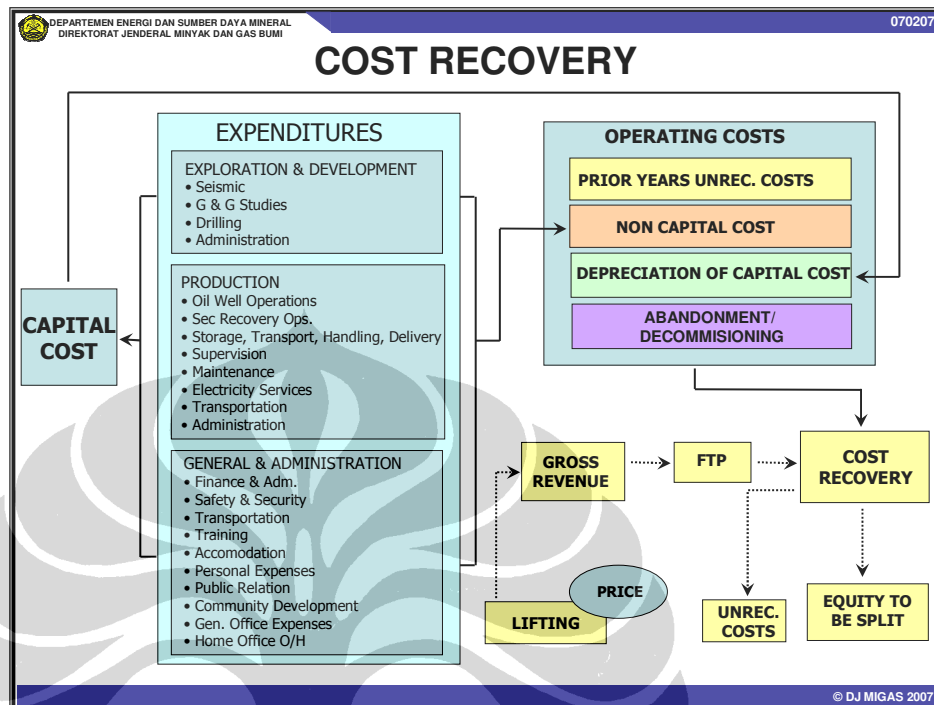 DEPARTEMEN ENERGI DAN SUMBER DAYA MINERAL
DIREKTORAT JENDERAL MINYAK DAN GAS BUMI
070207
COST RECOVERY
EXPENDITURES
EXPLORATION & DEVELOPMENT
• Seismic
• G & G Studies
• Drilling
• Administration
PRODUCTION
• Oil Well Operations
• Sec Recovery Ops.
• Storage, Transport, Handling, Delivery
• Supervision
• Maintenance
• Electricity Services
• Transportation
• Administration
GENERAL & ADMINISTRATION
• Finance & Adm.
• Safety & Security
• Transportation
• Training
• Accomodation
• Personal Expenses
• Public Relation
• Community Development
• Gen. Office Expenses
• Home Office O/H
CAPITAL
COST
OPERATING COSTS
PRIOR YEARS UNREC. COSTS
NON CAPITAL COST
DEPRECIATION OF CAPITAL COST
ABANDONMENT/
DECOMMISIONING
GROSS
REVENUE
FTP
COST
RECOVERY
PRICE
LIFTING
UNREC.
COSTS
EQUITY TO
BE SPLIT
© DJ MIGAS 2007